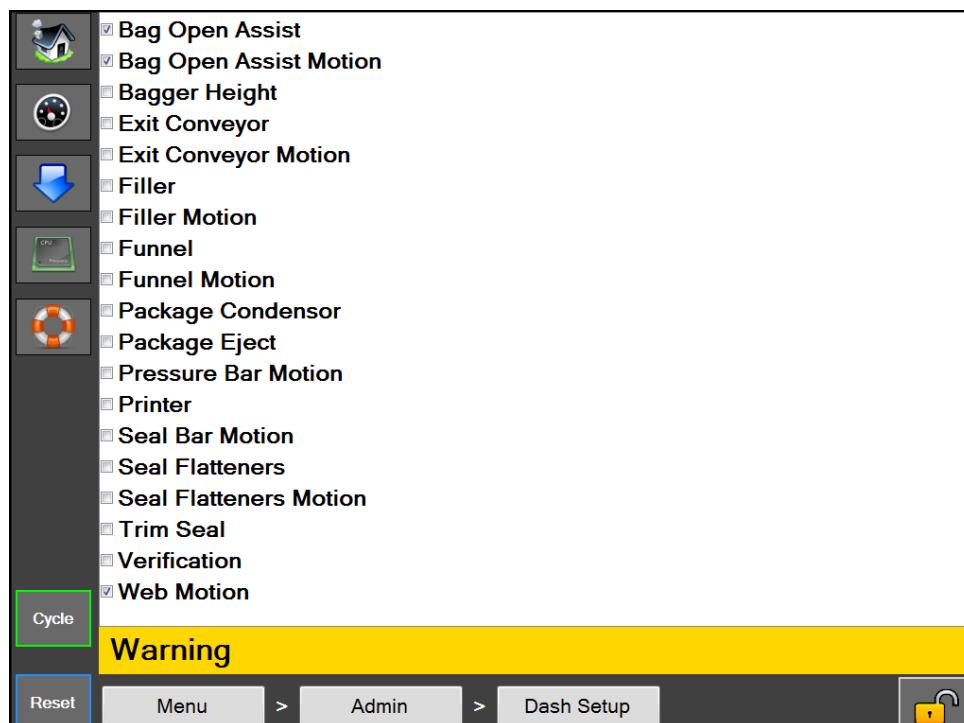 Bag Open Assist
Bag Open Assist Motion
Bagger Height
Exit Conveyor
Exit Conveyor Motion
Filler
Filler Motion
Funnel
Funnel Motion
Package Condensor
Package Eject
Pressure Bar Motion
Printer
Seal Bar Motion
Seal Flatteners
Seal Flatteners Motion
Trim Seal
Verification
Web Motion
CPU
Cycle
Warning
Reset
Menu > Admin > Dash Setup